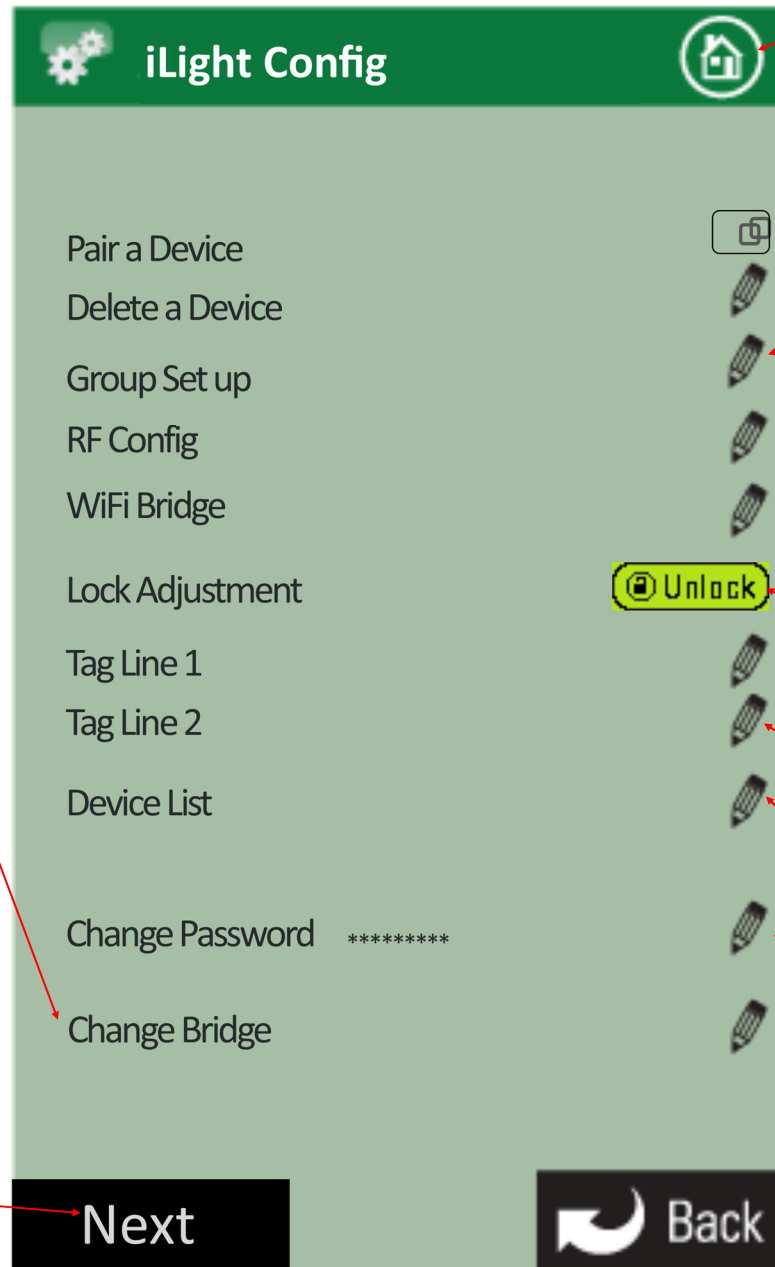 iLight Config
Pair a Device
Delete a Device
Group Set up
RF Config
WiFi Bridge
Lock Adjustment Unlock
Tag Line 1
Tag Line 2
Device List
Change Password *********
Change Bridge
Next Back